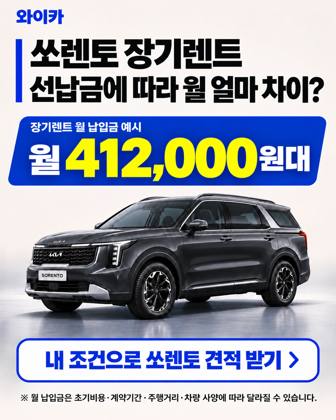 와이카
쏘렌토 장기렌트
선납금에 따라 월 얼마 차이?
장기렌트 월 납입금 예시
월 412,000원대
KIA
SORENTO
내 조건으로 쏘렌토 견적 받기 >
※ 월 납입금은 초기비용·계약기간·주행거리·차량 사양에 따라 달라질 수 있습니다.